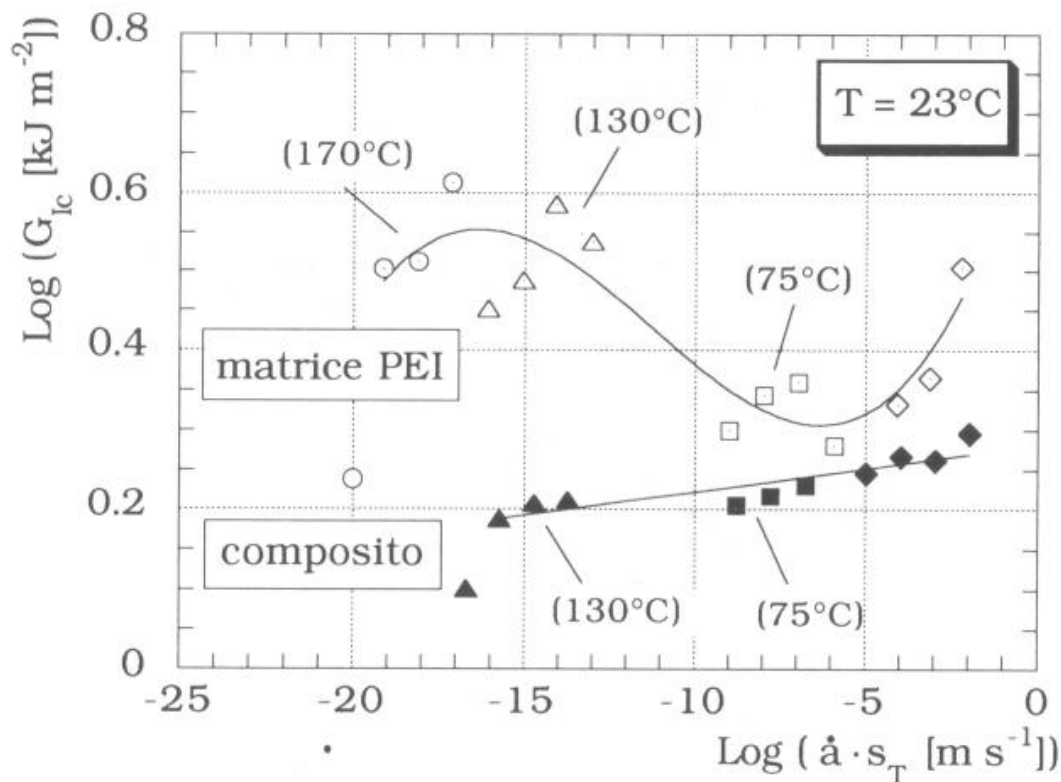 Log (G_Ic [kJ m^-2])
0.8
0.6
0.4
0.2
0
T = 23°C
(170°C)
(130°C)
(75°C)
matrice PEI
composito
(130°C)
(75°C)
-25
-20
-15
-10
-5
0
Log ( ȧ · s_T [m s^-1])